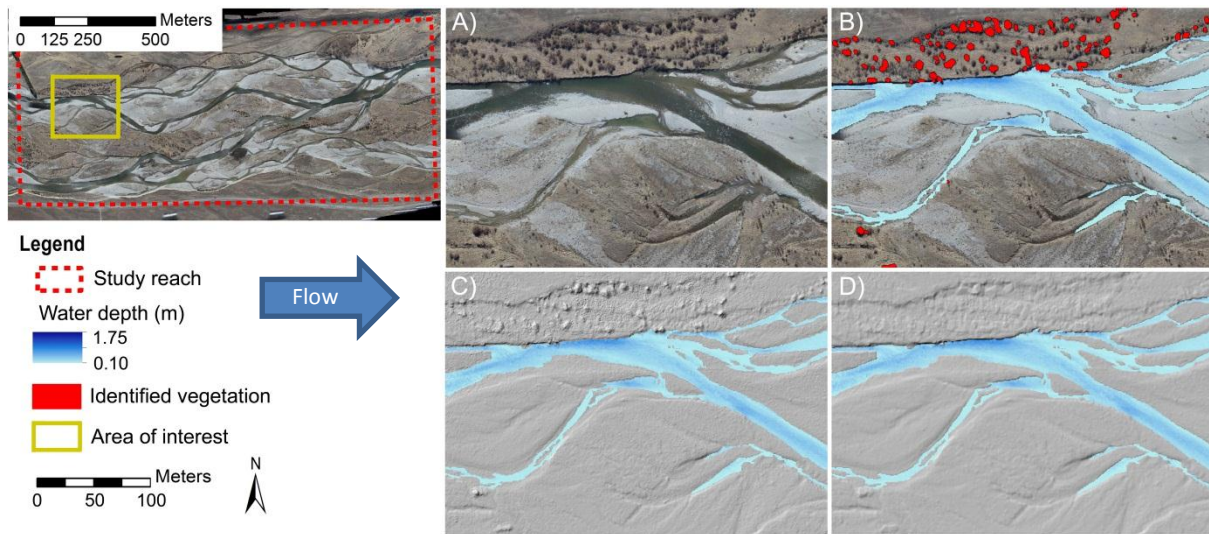 Meters
0 125 250 500
Legend
Study reach
Water depth (m)
1.75
0.10
Identified vegetation
Area of interest
Meters
0 50 100
N
Flow
A)
B)
C)
D)